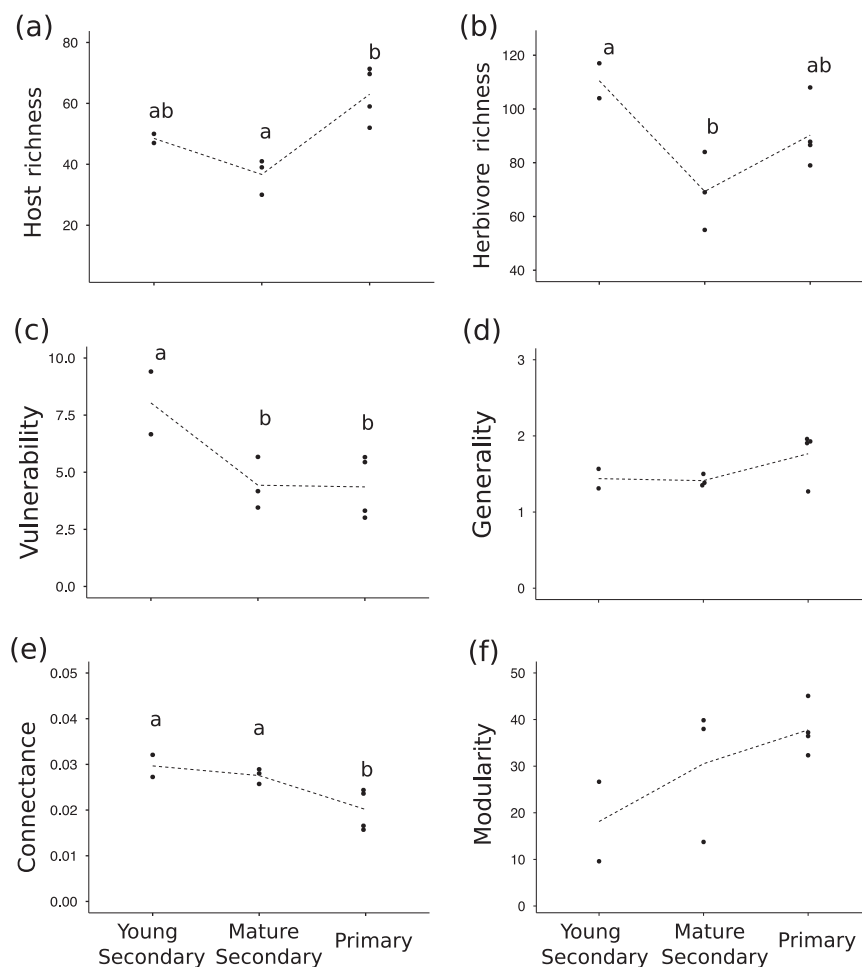 (a)
Host richness
80
60
40
20
ab
a
b
(b)
Herbivore richness
120
100
80
60
40
a
b
ab
(c)
Vulnerability
10.0
7.5
5.0
2.5
0.0
a
b
b
(d)
Generality
3
2
1
0
(e)
Connectance
0.05
0.04
0.03
0.02
0.01
0.00
a
a
b
Young
Secondary
Mature
Secondary
Primary
(f)
Modularity
50
40
30
20
10
0
Young
Secondary
Mature
Secondary
Primary